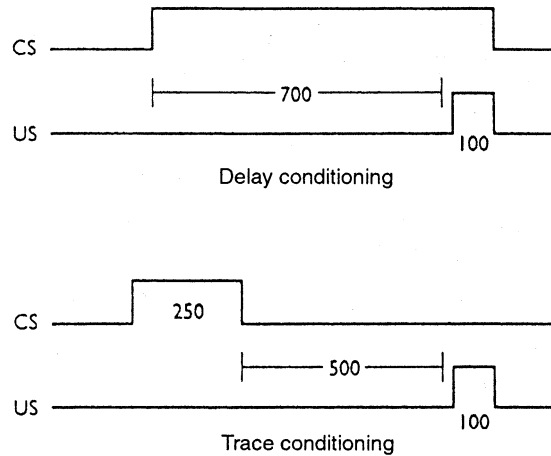 CS
700
US
100
Delay conditioning
CS
250
500
US
100
Trace conditioning